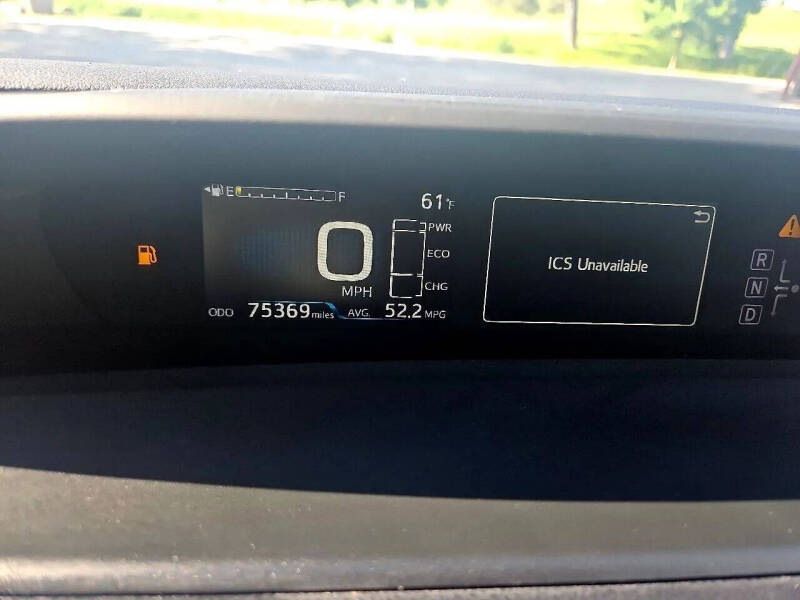 E F
61°F
0
MPH
PWR
ECO
CHG
ODO 75369 miles AVG. 52.2 MPG
ICS Unavailable
R
N
D